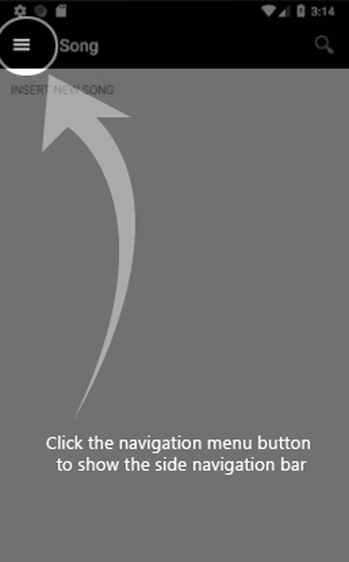 3:14
Song
INSERT NEW SONG
Click the navigation menu button
to show the side navigation bar